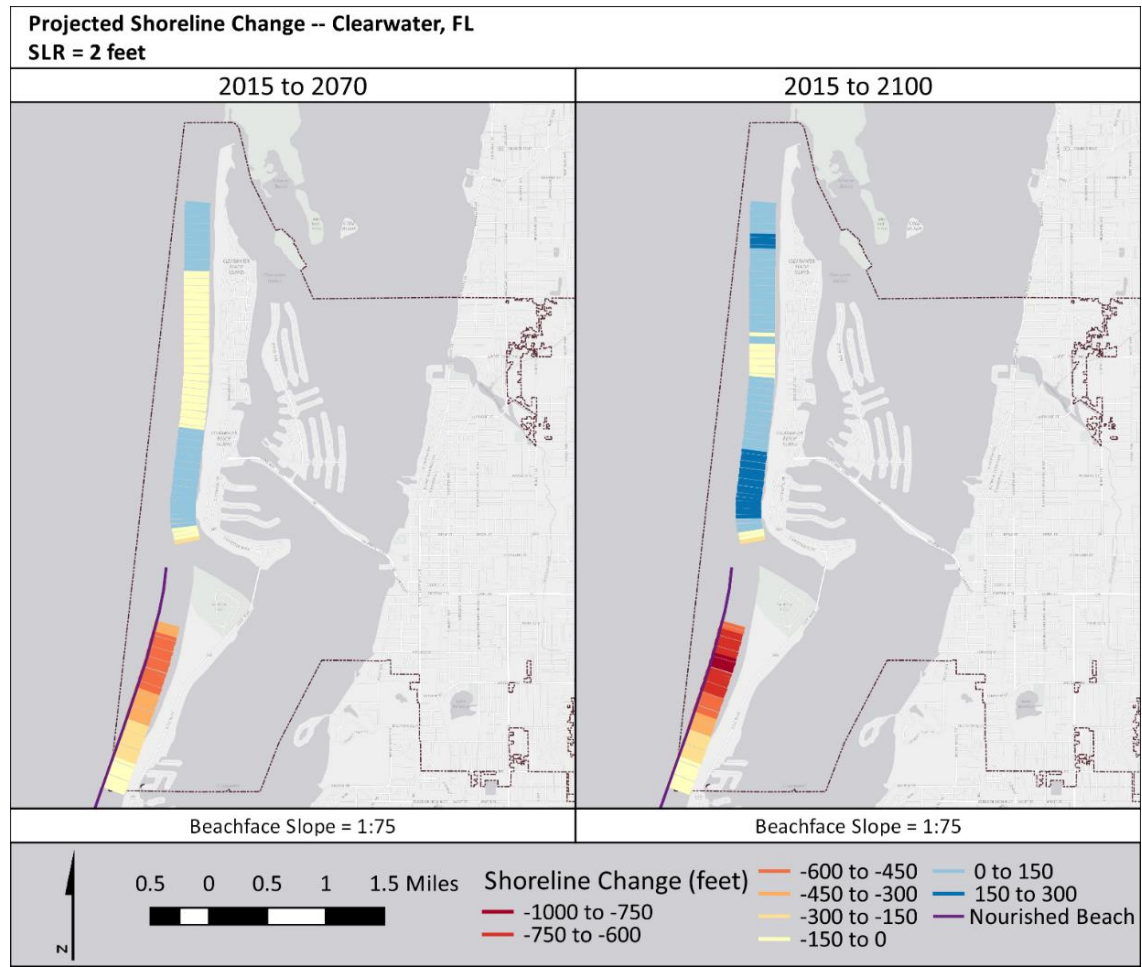 Projected Shoreline Change -- Clearwater, FL
SLR = 2 feet
2015 to 2070
2015 to 2100
Beachface Slope = 1:75
Beachface Slope = 1:75
N
0.5 0 0.5 1 1.5 Miles
Shoreline Change (feet)
-1000 to -750
-750 to -600
-600 to -450
-450 to -300
-300 to -150
-150 to 0
0 to 150
150 to 300
Nourished Beach